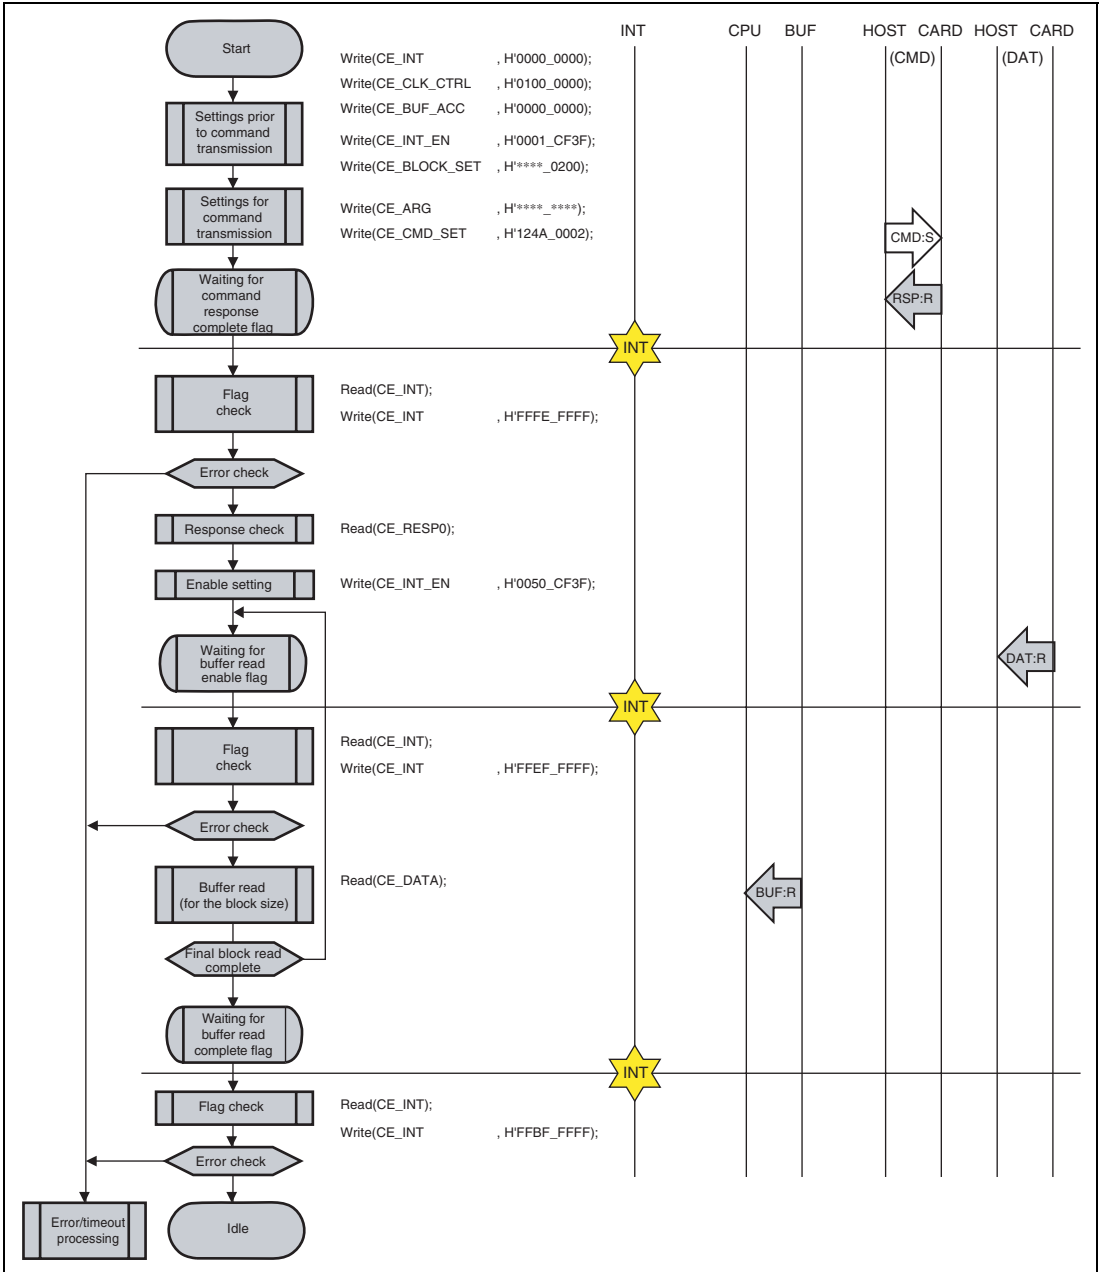 INT CPU BUF HOST CARD HOST CARD
(CMD) (DAT)
Start
Write(CE_INT , H'0000_0000);
Write(CE_CLK_CTRL , H'0100_0000);
Write(CE_BUF_ACC , H'0000_0000);
Settings prior
to command
transmission
Write(CE_INT_EN , H'0001_CF3F);
Write(CE_BLOCK_SET , H'****_0200);
Settings for
command
transmission
Write(CE_ARG , H'****_****);
Write(CE_CMD_SET , H'124A_0002);
CMD:S
Waiting for
command
response
complete flag
RSP:R
INT
Flag
check
Read(CE_INT);
Write(CE_INT , H'FFFE_FFFF);
Error check
Response check
Read(CE_RESP0);
Enable setting
Write(CE_INT_EN , H'0050_CF3F);
Waiting for
buffer read
enable flag
DAT:R
INT
Flag
check
Read(CE_INT);
Write(CE_INT , H'FFEF_FFFF);
Error check
Buffer read
(for the block size)
Read(CE_DATA);
BUF:R
Final block read
complete
Waiting for
buffer read
complete flag
INT
Flag check
Read(CE_INT);
Write(CE_INT , H'FFBF_FFFF);
Error check
Error/timeout
processing
Idle